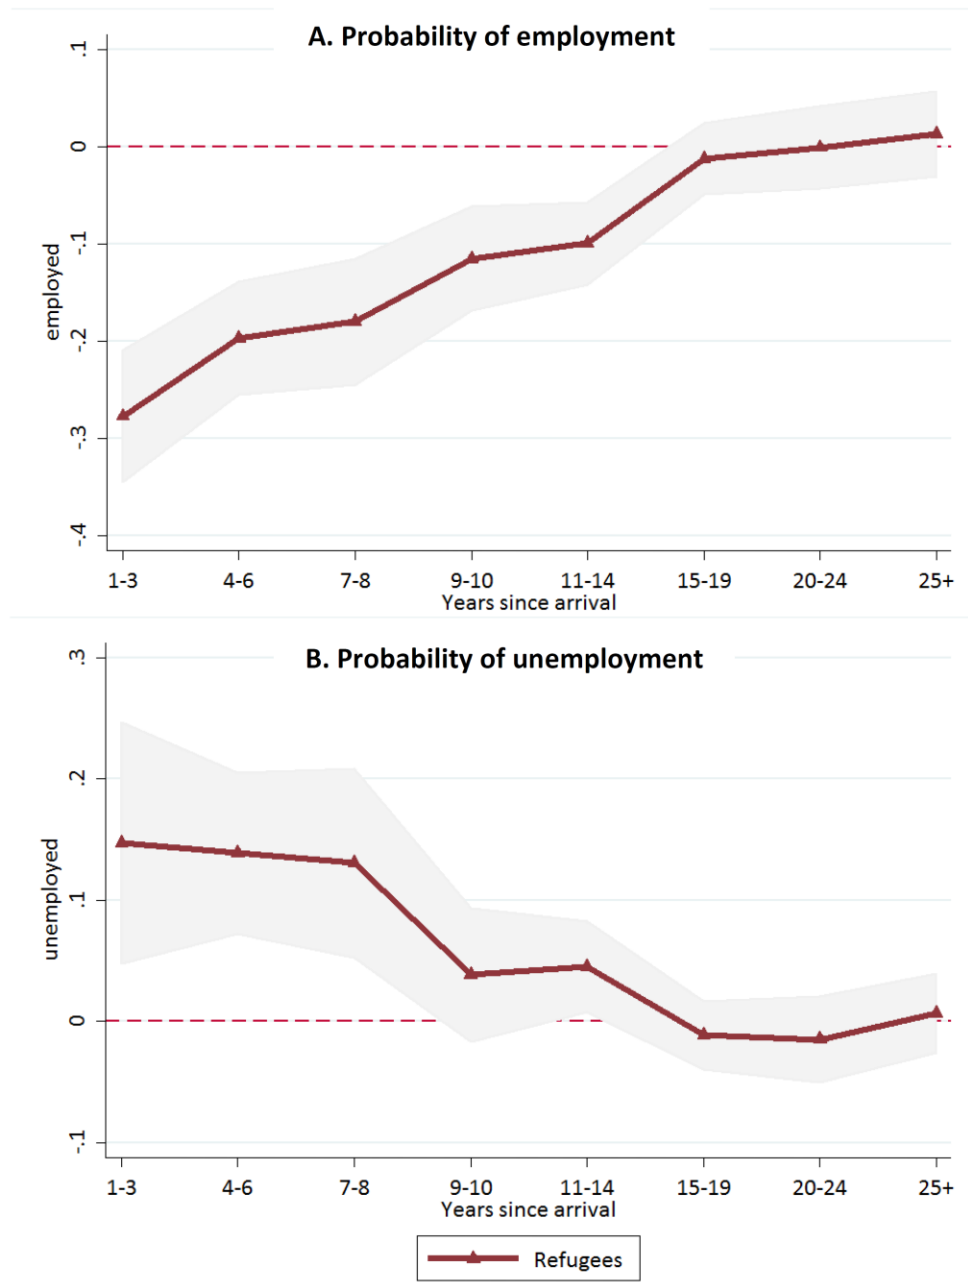 A. Probability of employment
.1
0
-.1
-.2
-.3
-.4
employed
1-3 4-6 7-8 9-10 11-14 15-19 20-24 25+
Years since arrival
B. Probability of unemployment
.3
.2
.1
0
-.1
unemployed
1-3 4-6 7-8 9-10 11-14 15-19 20-24 25+
Years since arrival
Refugees